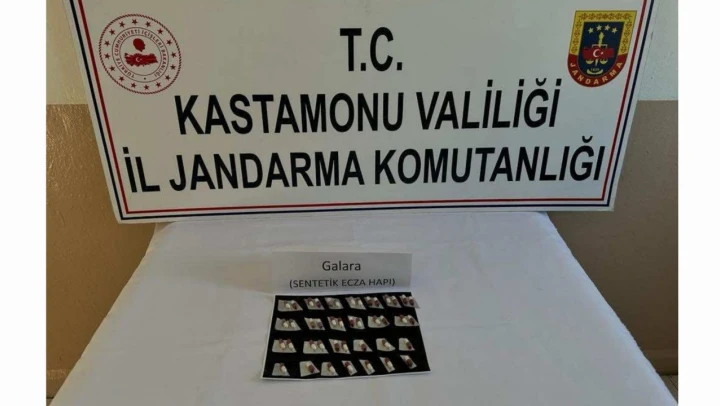 T.C.
KASTAMONU VALİLİĞİ
İL JANDARMA KOMUTANLIĞI
JANDARMA
Galara
(SENTETİK ECZA HAPI)